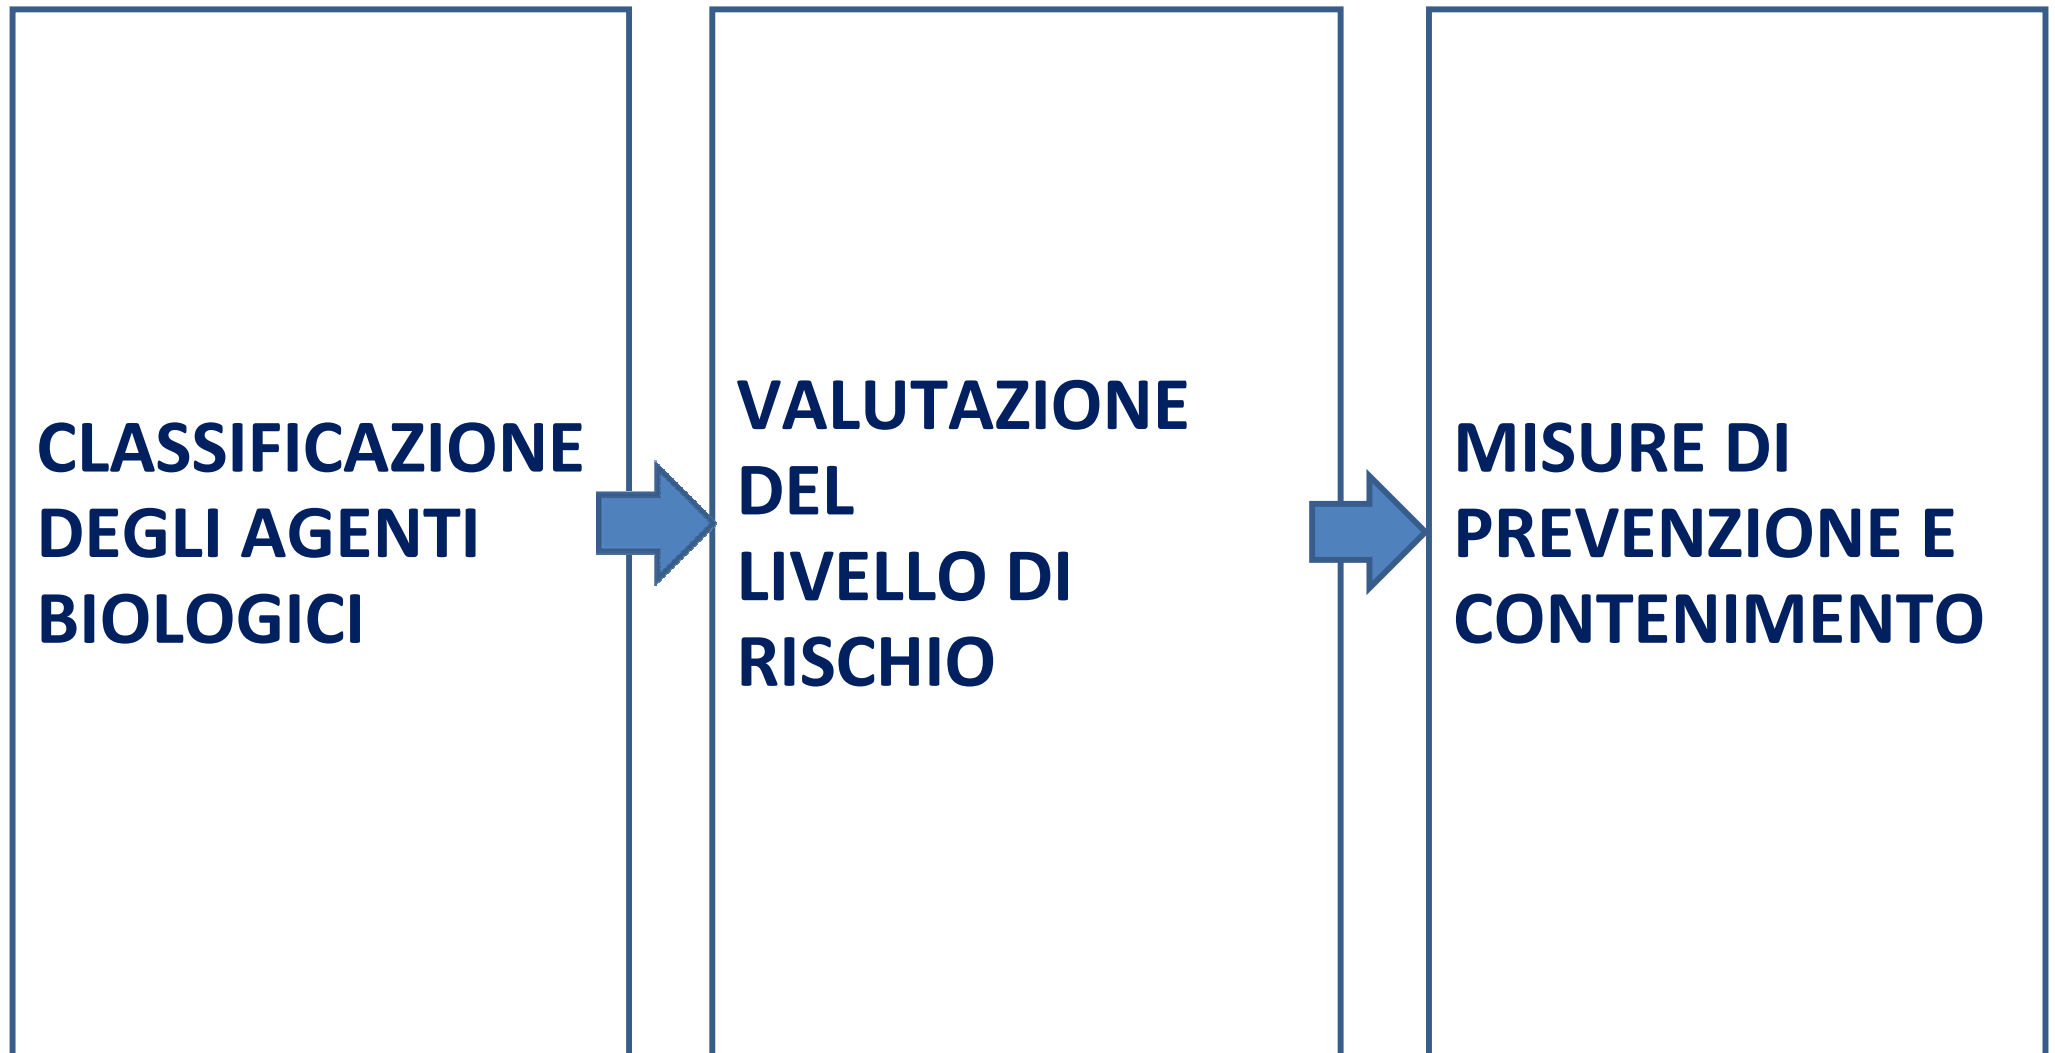 CLASSIFICAZIONE
DEGLI AGENTI
BIOLOGICI
VALUTAZIONE
DEL
LIVELLO DI
RISCHIO
MISURE DI
PREVENZIONE E
CONTENIMENTO